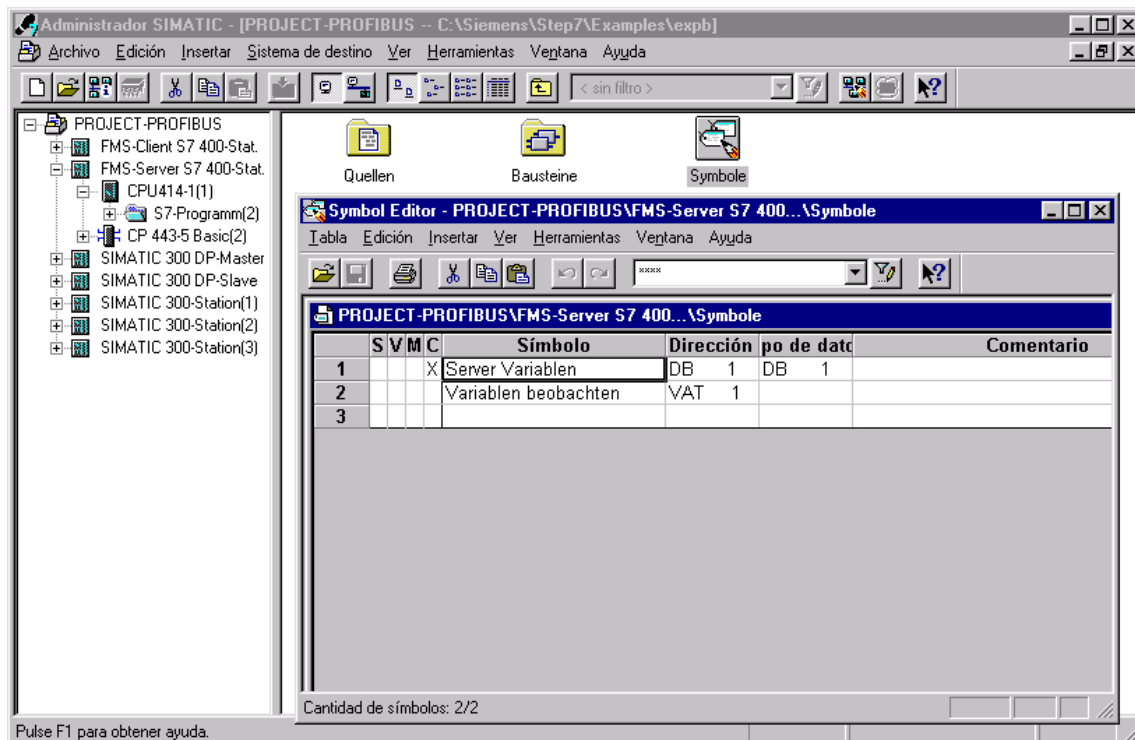 Administrador SIMATIC - [PROJECT-PROFIBUS -- C:\Siemens\Step7\Examples\expb]
Archivo Edición Insertar Sistema de destino Ver Herramientas Ventana Ayuda
< sin filtro >
PROJECT-PROFIBUS
FMS-Client S7 400-Stat.
FMS-Server S7 400-Stat.
CPU414-1(1)
S7-Programm(2)
CP 443-5 Basic(2)
SIMATIC 300 DP-Master
SIMATIC 300 DP-Slave
SIMATIC 300-Station(1)
SIMATIC 300-Station(2)
SIMATIC 300-Station(3)
Quellen Bausteine Symbole
Symbol Editor - PROJECT-PROFIBUS\FMS-Server S7 400...\Symbole
Tabla Edición Insertar Ver Herramientas Ventana Ayuda
xxxx
PROJECT-PROFIBUS\FMS-Server S7 400...\Symbole
S V M C Símbolo Dirección po de dato Comentario
1 X Server Variablen DB 1 DB 1
2 Variablen beobachten VAT 1
3
Cantidad de símbolos: 2/2
Pulse F1 para obtener ayuda.